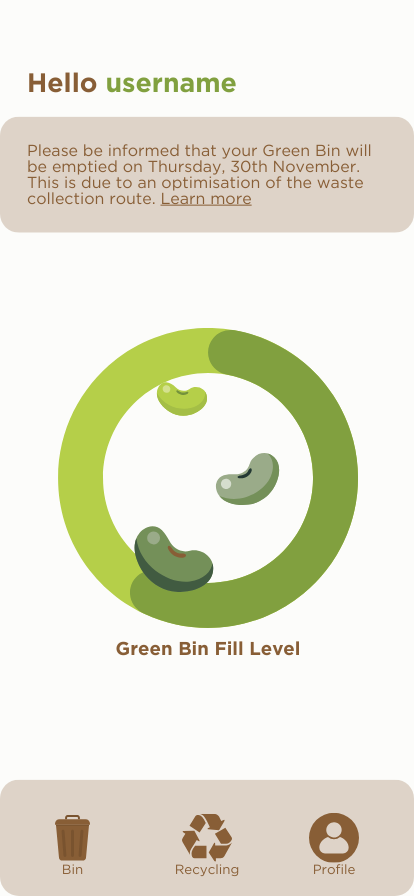 Hello username
Please be informed that your Green Bin will
be emptied on Thursday, 30th November.
This is due to an optimisation of the waste
collection route. Learn more
Green Bin Fill Level
Bin
Recycling
Profile